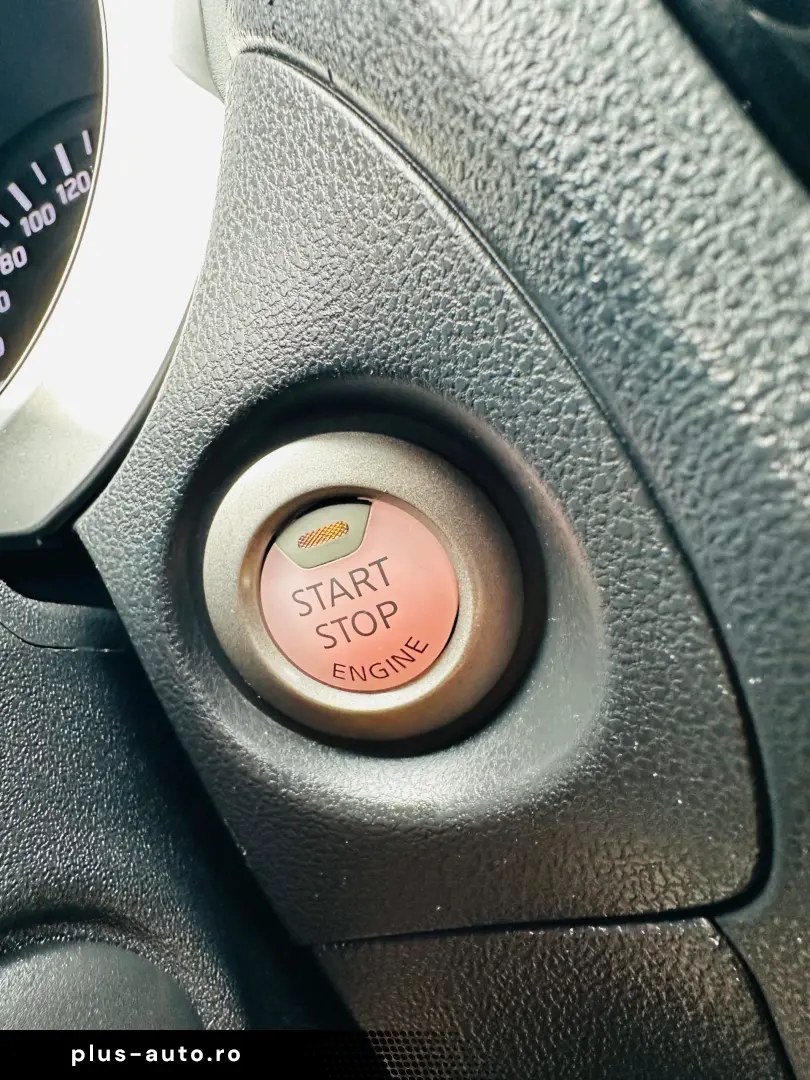 120
100
80
START
STOP
ENGINE
plus-auto.ro